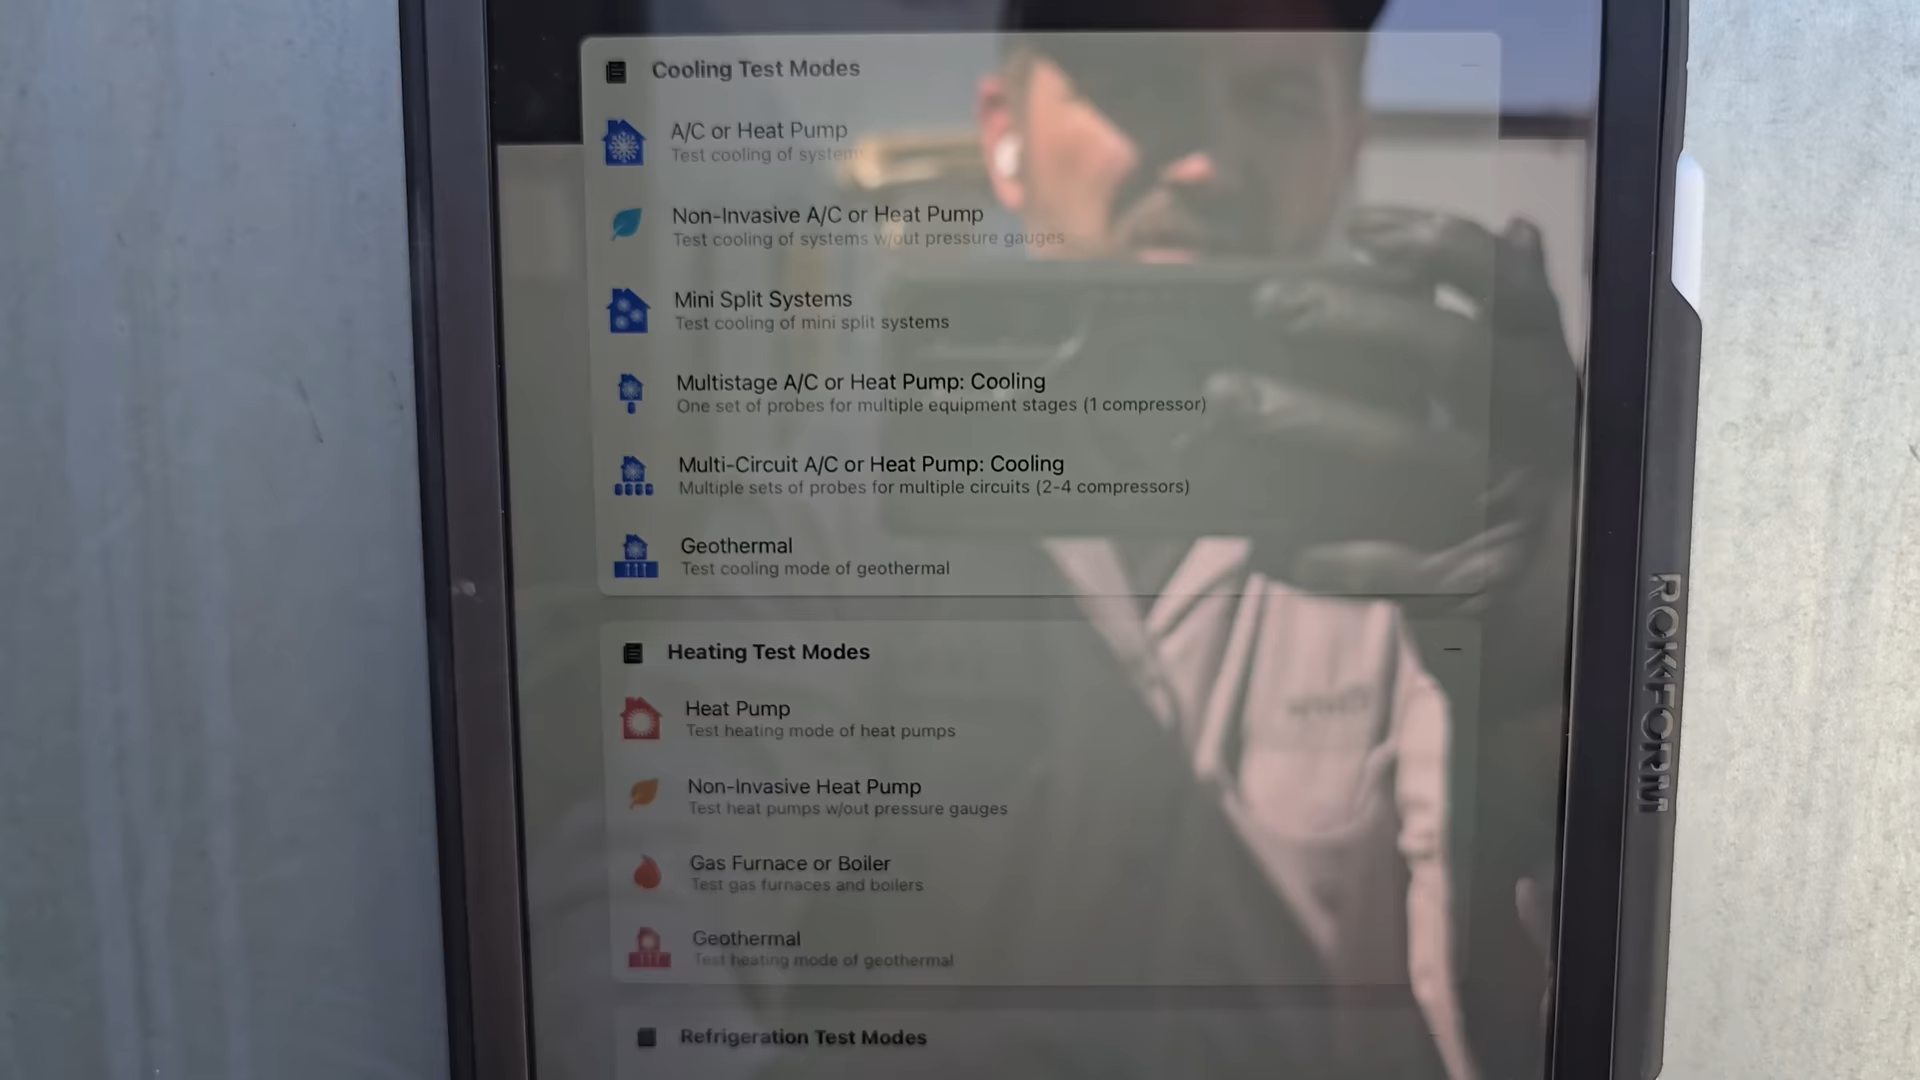 Cooling Test Modes
A/C or Heat Pump
Test cooling of system
Non-Invasive A/C or Heat Pump
Test cooling of systems w/out pressure gauges
Mini Split Systems
Test cooling of mini split systems
Multistage A/C or Heat Pump: Cooling
One set of probes for multiple equipment stages (1 compressor)
Multi-Circuit A/C or Heat Pump: Cooling
Multiple sets of probes for multiple circuits (2-4 compressors)
Geothermal
Test cooling mode of geothermal
Heating Test Modes
Heat Pump
Test heating mode of heat pumps
Non-Invasive Heat Pump
Test heat pumps w/out pressure gauges
Gas Furnace or Boiler
Test gas furnaces and boilers
Geothermal
Test heating mode of geothermal
Refrigeration Test Modes
ROKFORM